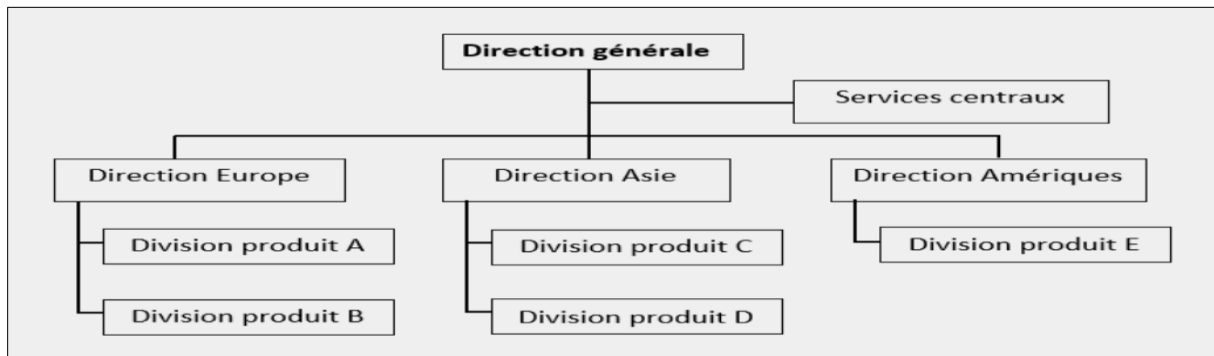 Direction générale
Services centraux
Direction Europe
Direction Asie
Direction Amériques
Division produit A
Division produit C
Division produit E
Division produit B
Division produit D